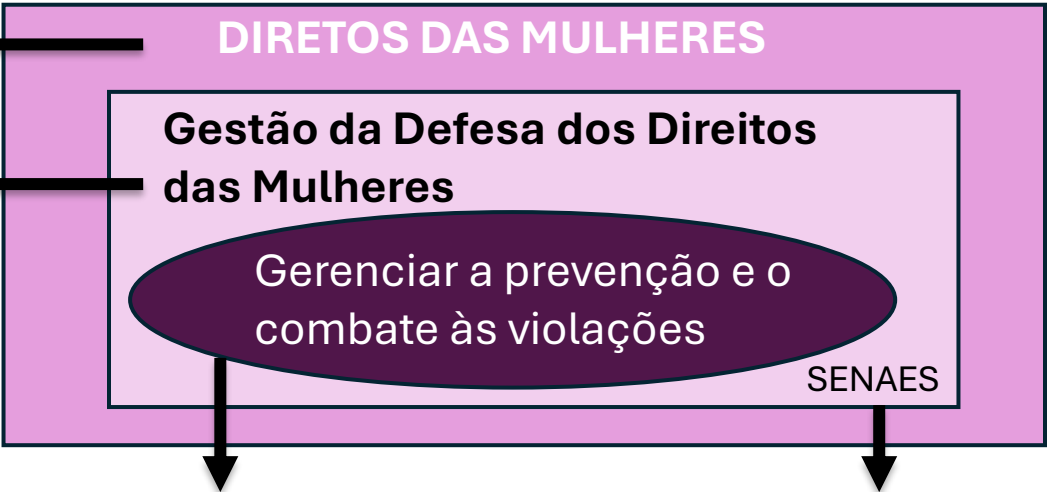 DIRETOS DAS MULHERES
Gestão da Defesa dos Direitos
das Mulheres
Gerenciar a prevenção e o
combate às violações
SENAES